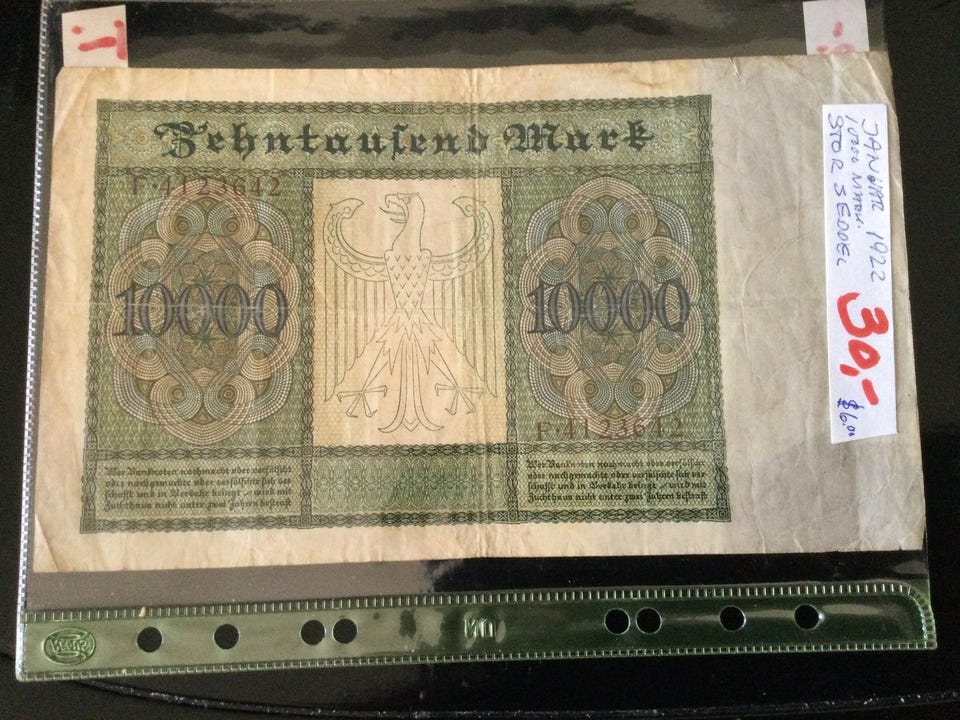 Zehntausend Mark
F·4123642
10000
10000
F·4123642
Wer Banknoten nachmacht oder verfälscht
oder nachgemachte oder verfälschte sich ver
schafft und in Verkehr bringt, wird mit
Zuchthaus nicht unter zwei Jahren bestraft
Wer Banknoten nachmacht oder verfälscht
oder nachgemachte oder verfälschte sich ver
schafft und in Verkehr bringt, wird mit
Zuchthaus nicht unter zwei Jahren bestraft
JANUAR 1922
10000 MARK.
STOR SEDDEL
30,-
$6.00